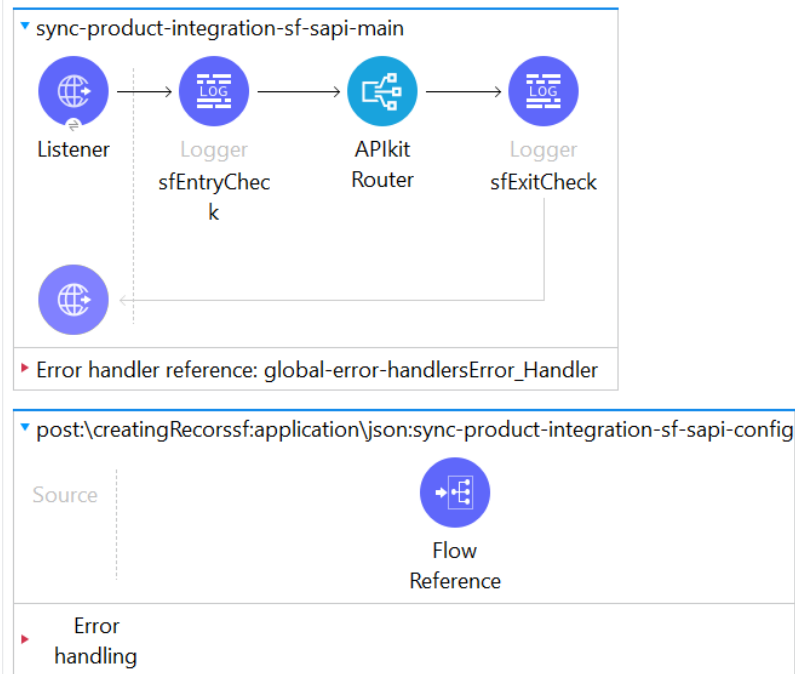 sync-product-integration-sf-sapi-main
LOG
LOG
Listener
Logger
APIkit
Logger
sfEntryChec
Router
sfExitCheck
k
Error handler reference: global-error-handlersError_Handler
post:\creatingRecorssf:application\json:sync-product-integration-sf-sapi-config
Source
Flow
Reference
Error
handling